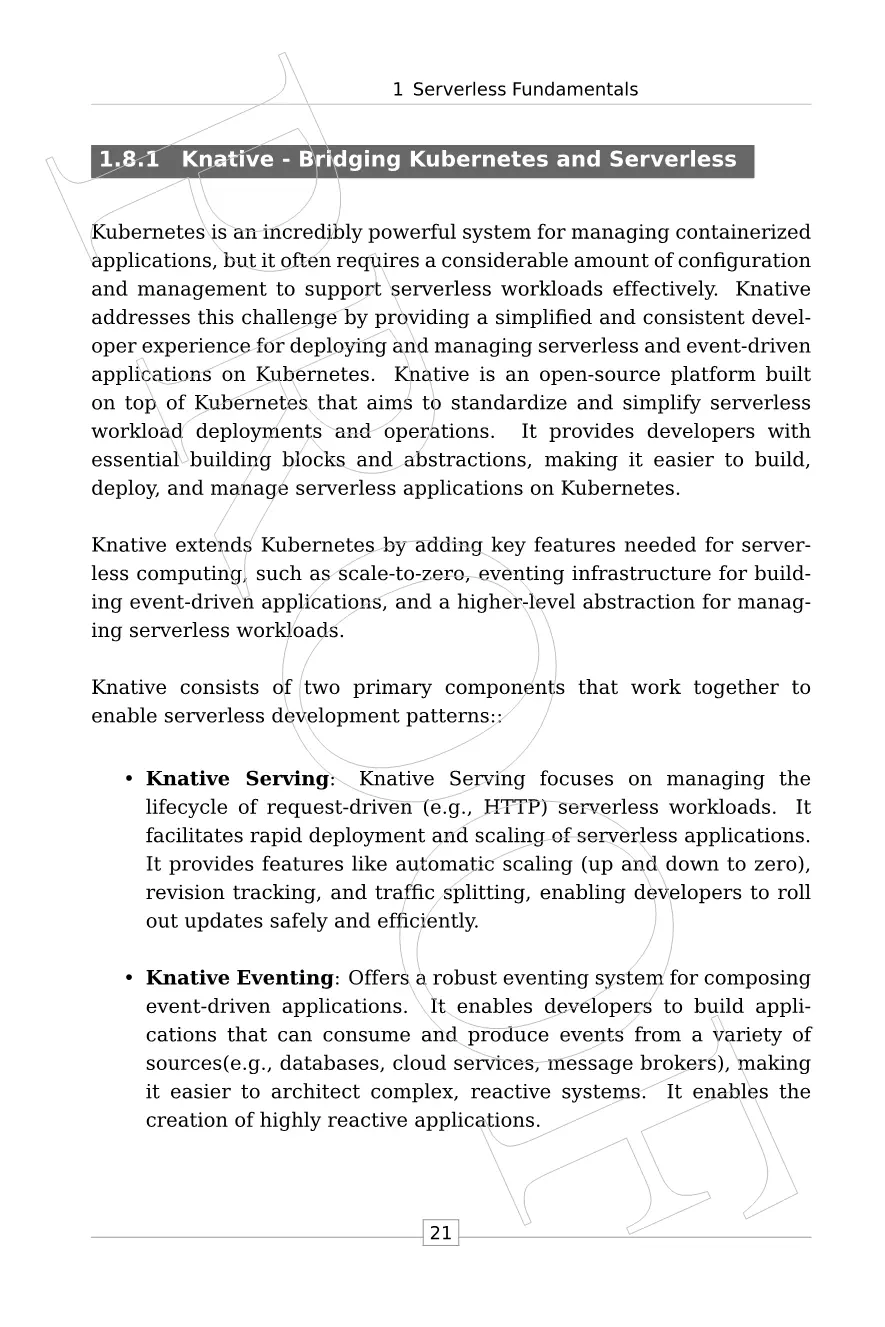 1 Serverless Fundamentals
1.8.1 Knative - Bridging Kubernetes and Serverless
Kubernetes is an incredibly powerful system for managing containerized
applications, but it often requires a considerable amount of configuration
and management to support serverless workloads effectively. Knative
addresses this challenge by providing a simplified and consistent devel-
oper experience for deploying and managing serverless and event-driven
applications on Kubernetes. Knative is an open-source platform built
on top of Kubernetes that aims to standardize and simplify serverless
workload deployments and operations. It provides developers with
essential building blocks and abstractions, making it easier to build,
deploy, and manage serverless applications on Kubernetes.
Knative extends Kubernetes by adding key features needed for server-
less computing, such as scale-to-zero, eventing infrastructure for build-
ing event-driven applications, and a higher-level abstraction for manag-
ing serverless workloads.
Knative consists of two primary components that work together to
enable serverless development patterns::
• Knative Serving: Knative Serving focuses on managing the
lifecycle of request-driven (e.g., HTTP) serverless workloads. It
facilitates rapid deployment and scaling of serverless applications.
It provides features like automatic scaling (up and down to zero),
revision tracking, and traffic splitting, enabling developers to roll
out updates safely and efficiently.
• Knative Eventing: Offers a robust eventing system for composing
event-driven applications. It enables developers to build appli-
cations that can consume and produce events from a variety of
sources(e.g., databases, cloud services, message brokers), making
it easier to architect complex, reactive systems. It enables the
creation of highly reactive applications.
21
PROOF